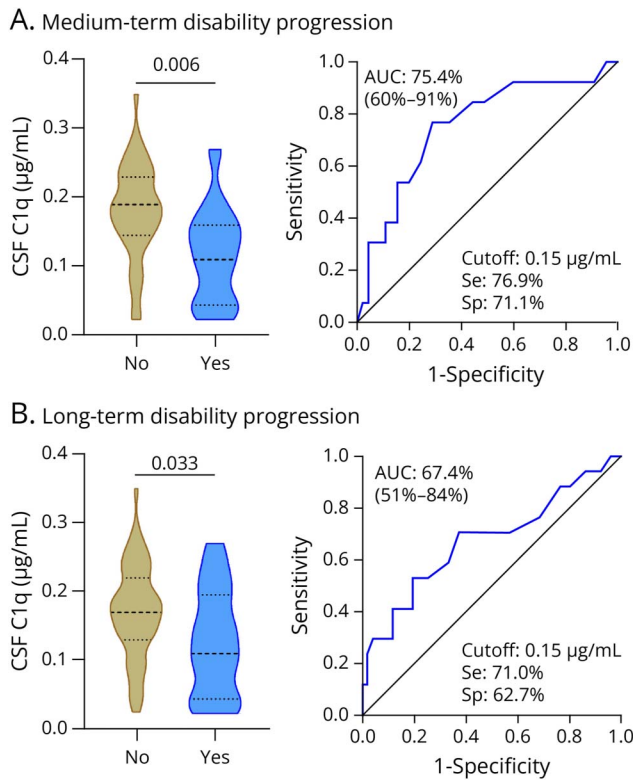 A. Medium-term disability progression
0.006
CSF C1q (µg/mL)
0.4
0.3
0.2
0.1
0.0
No Yes
AUC: 75.4%
(60%–91%)
Sensitivity
1.0
0.8
0.6
0.4
0.2
0.0
Cutoff: 0.15 µg/mL
Se: 76.9%
Sp: 71.1%
0.0 0.2 0.4 0.6 0.8 1.0
1-Specificity
B. Long-term disability progression
0.033
CSF C1q (µg/mL)
0.4
0.3
0.2
0.1
0.0
No Yes
AUC: 67.4%
(51%–84%)
Sensitivity
1.0
0.8
0.6
0.4
0.2
0.0
Cutoff: 0.15 µg/mL
Se: 71.0%
Sp: 62.7%
0.0 0.2 0.4 0.6 0.8 1.0
1-Specificity